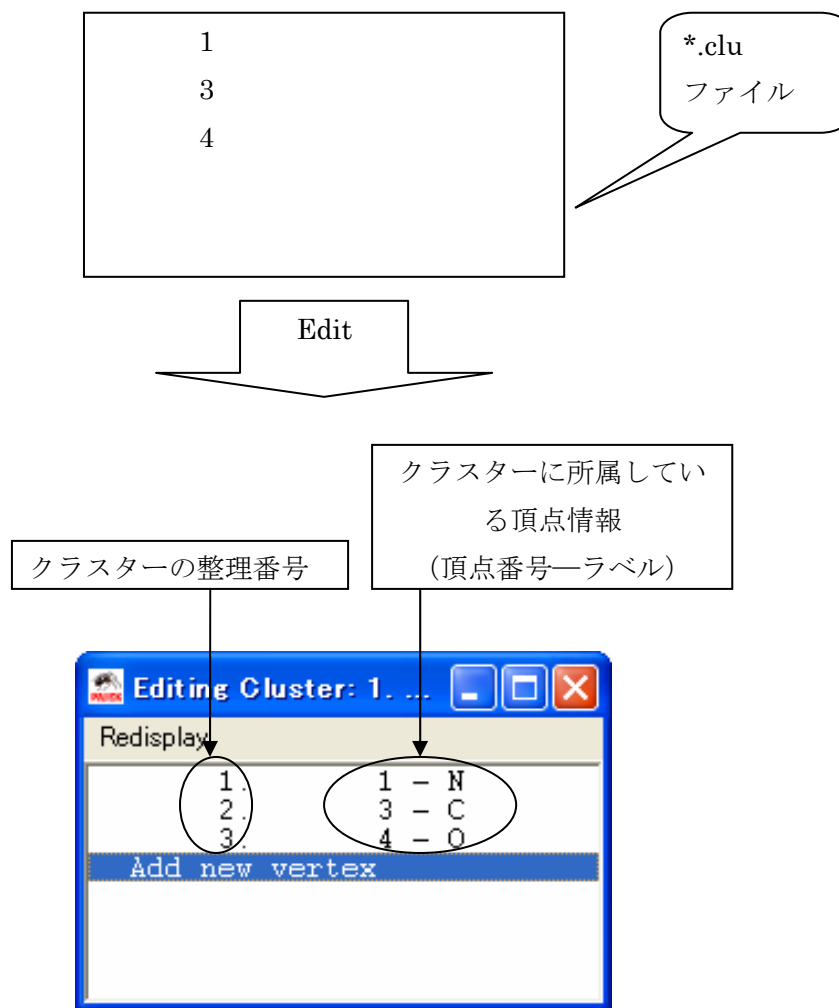 1
*.clu
3
ファイル
4
Edit
クラスターに所属してい
る頂点情報
(頂点番号―ラベル)
クラスターの整理番号
Editing Cluster: 1. ...
Redisplay
1. 1 - N
2. 3 - C
3. 4 - O
Add new vertex